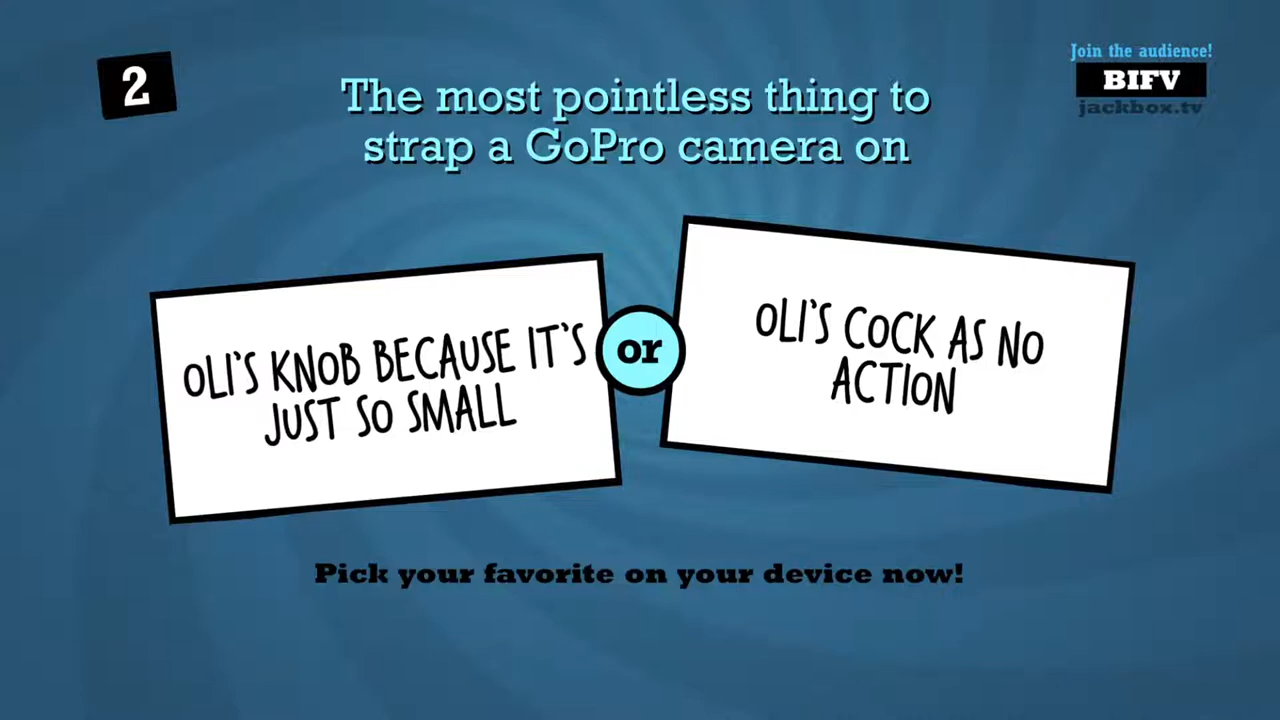 2
Join the audience!
BIFV
jackbox.tv
The most pointless thing to
strap a GoPro camera on
OLI'S KNOB BECAUSE IT'S
JUST SO SMALL
or
OLI'S COCK AS NO
ACTION
Pick your favorite on your device now!